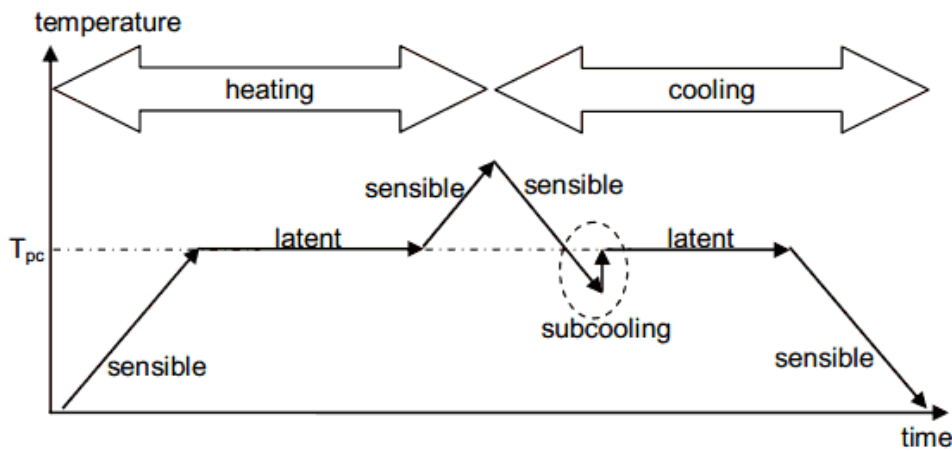 temperature
heating
cooling
sensible
sensible
T_pc
latent
latent
subcooling
sensible
sensible
time